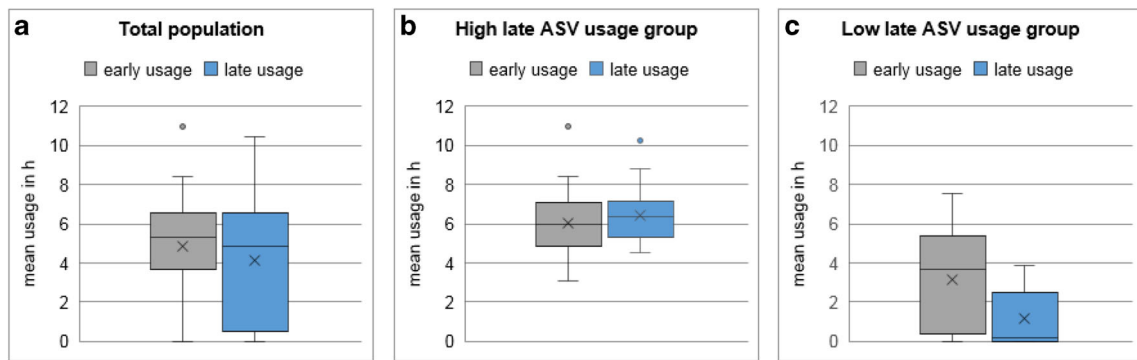 a
Total population
early usage late usage
12
10
8
6
4
2
0
mean usage in h
b
High late ASV usage group
early usage late usage
12
10
8
6
4
2
0
mean usage in h
c
Low late ASV usage group
early usage late usage
12
10
8
6
4
2
0
mean usage in h